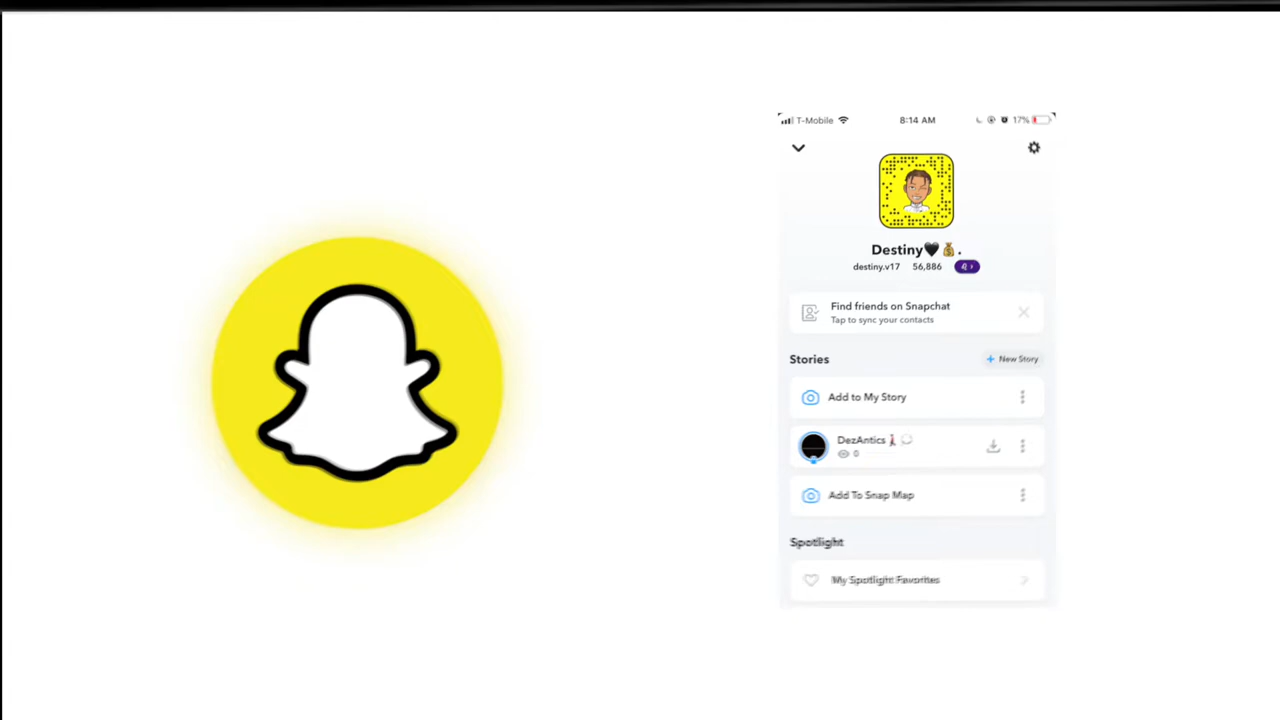 T-Mobile 8:14 AM 17%
Destiny🖤💰.
destiny.v17 56,886
Find friends on Snapchat
Tap to sync your contacts
Stories + New Story
Add to My Story
DezAntics
0
Add To Snap Map
Spotlight
My Spotlight Favorites